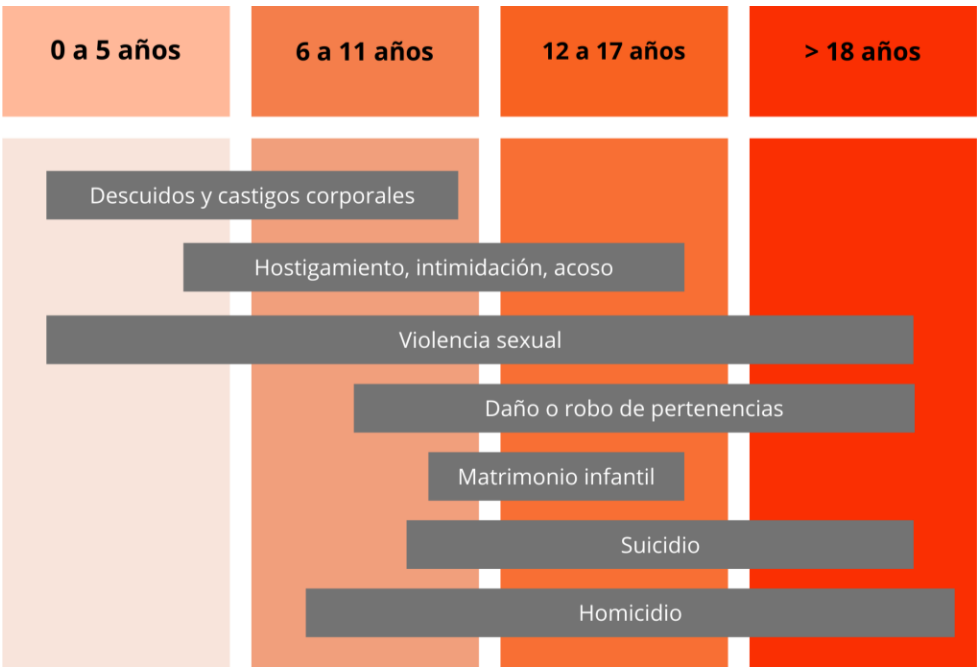 0 a 5 años
6 a 11 años
12 a 17 años
> 18 años
Descuidos y castigos corporales
Hostigamiento, intimidación, acoso
Violencia sexual
Daño o robo de pertenencias
Matrimonio infantil
Suicidio
Homicidio